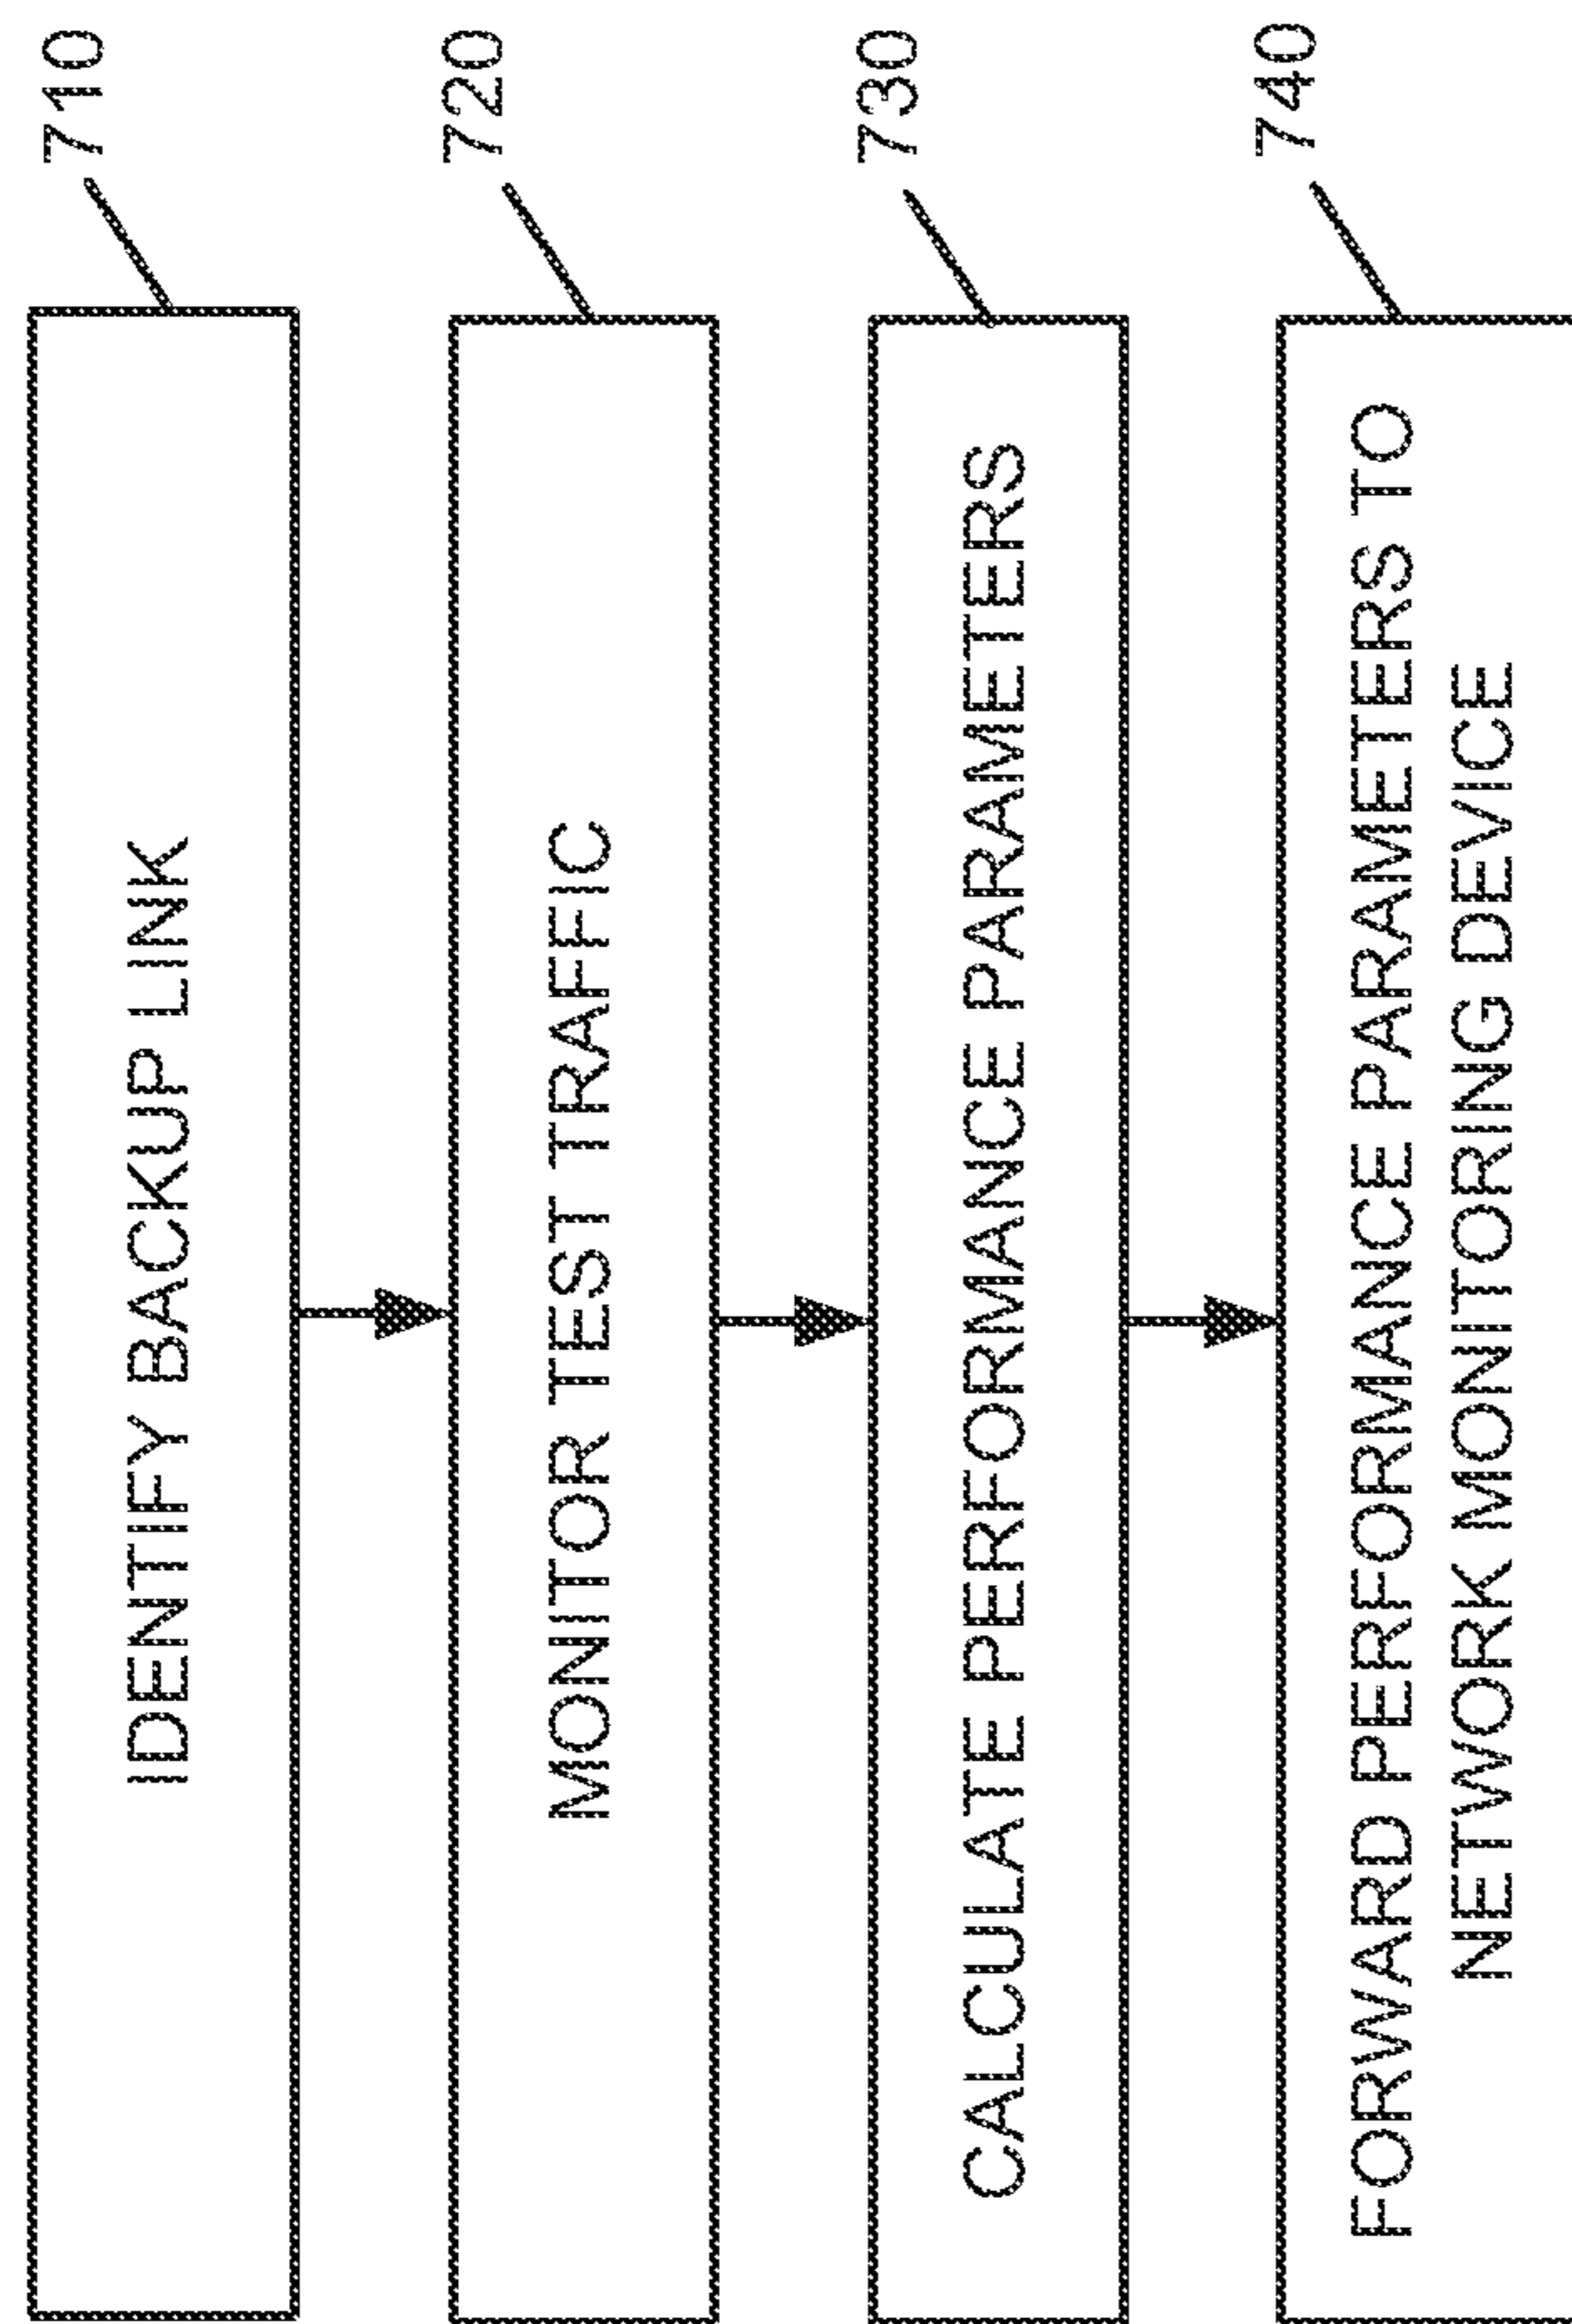 710
IDENTIFY BACKUP LINK
720
MONITOR TEST TRAFFIC
730
CALCULATE PERFORMANCE PARAMETERS
740
FORWARD PERFORMANCE PARAMETERS TO
NETWORK MONITORING DEVICE